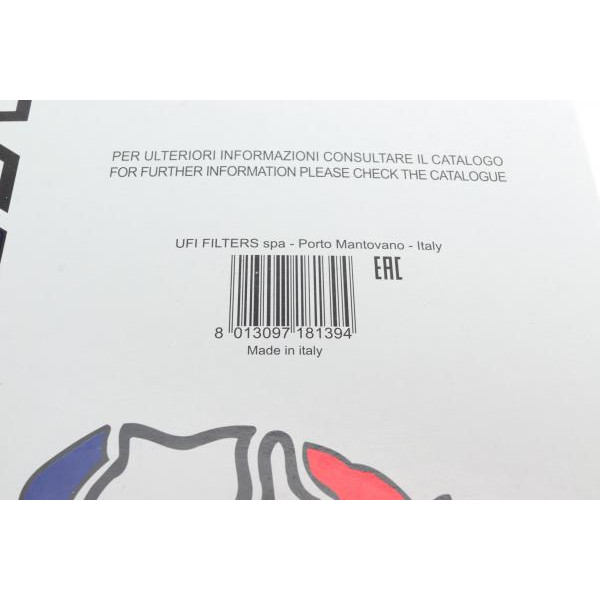 PER ULTERIORI INFORMAZIONI CONSULTARE IL CATALOGO
FOR FURTHER INFORMATION PLEASE CHECK THE CATALOGUE
UFI FILTERS spa - Porto Mantovano - Italy
EAC
8 013097 181394
Made in italy